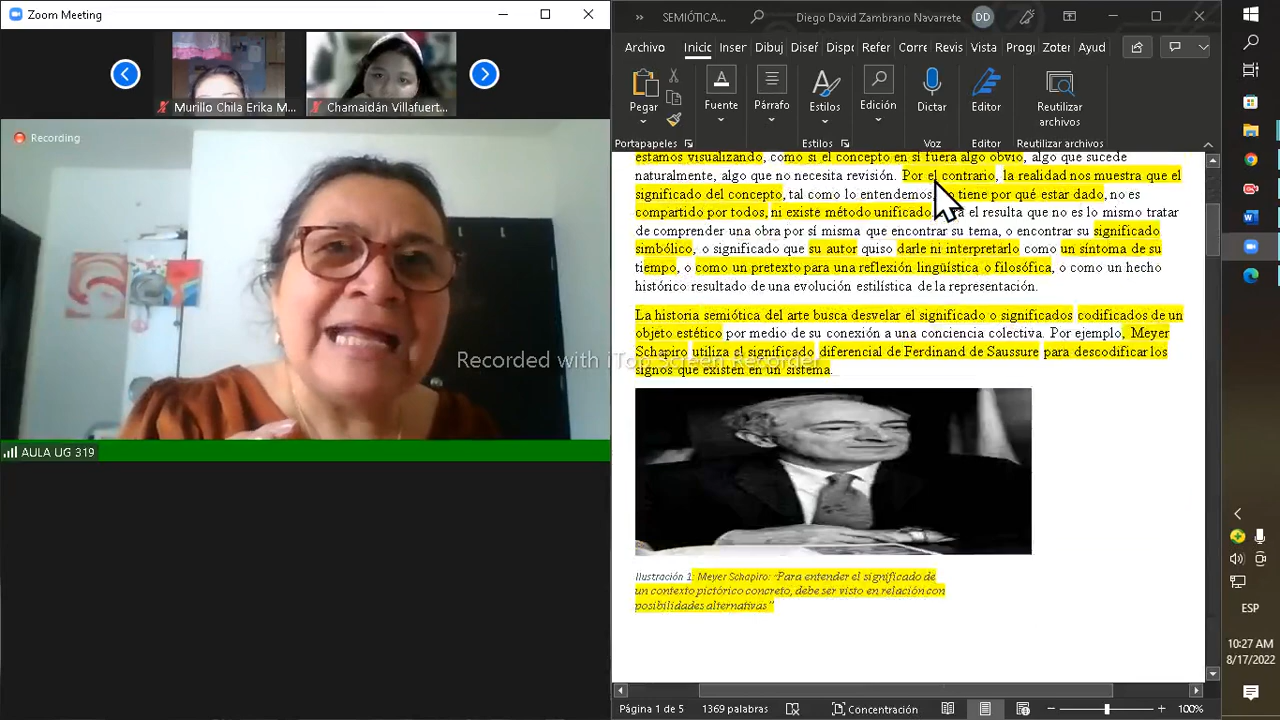 Zoom Meeting
Murillo Chila Erika M...
Chamaidán Villafuert...
Recording
AULA UG 319
Recorded with iTop Screen Recorder
SEMIÓTICA...
Diego David Zambrano Navarrete
DD
Archivo Inicic Inser Dibuj Diseñ Dispo Refer Corre Revis Vista Progr Zoter Ayud
Pegar
Fuente
Párrafo
Estilos
Edición
Dictar
Editor
Reutilizar
archivos
Portapapeles
Estilos
Voz
Editor
Reutilizar archivos
estamos visualizando, como si el concepto en sí fuera algo obvio, algo que sucede
naturalmente, algo que no necesita revisión. Por el contrario, la realidad nos muestra que el
significado del concepto, tal como lo entendemos, tiene por qué estar dado, no es
compartido por todos, ni existe método unificado. el resulta que no es lo mismo tratar
de comprender una obra por sí misma que encontrar su tema, o encontrar su significado
simbólico, o significado que su autor quiso darle ni interpretarlo como un síntoma de su
tiempo, o como un pretexto para una reflexión lingüística o filosófica, o como un hecho
histórico resultado de una evolución estilística de la representación.
La historia semiótica del arte busca desvelar el significado o significados codificados de un
objeto estético por medio de su conexión a una conciencia colectiva. Por ejemplo, Meyer
Schapiro utiliza el significado diferencial de Ferdinand de Saussure para descodificar los
signos que existen en un sistema.
Ilustración 1: Meyer Schapiro: "Para entender el significado de
un contexto pictórico concreto, debe ser visto en relación con
posibilidades alternativas"
Página 1 de 5
1369 palabras
Concentración
100%
ESP
10:27 AM
8/17/2022